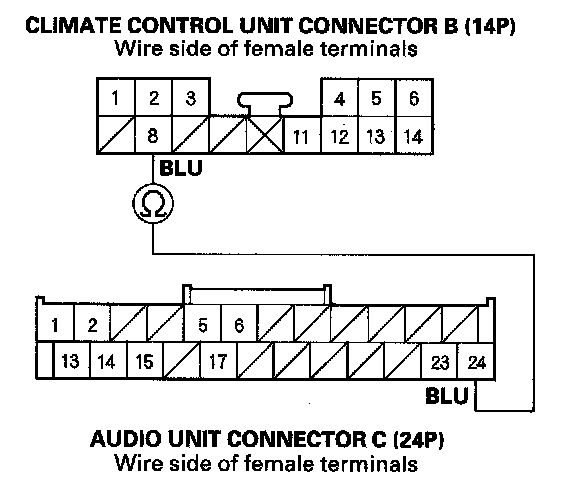 CLIMATE CONTROL UNIT CONNECTOR B (14P)
Wire side of female terminals
1 2 3 4 5 6
8 11 12 13 14
BLU
Ω
1 2 5 6
13 14 15 17 23 24
BLU
AUDIO UNIT CONNECTOR C (24P)
Wire side of female terminals